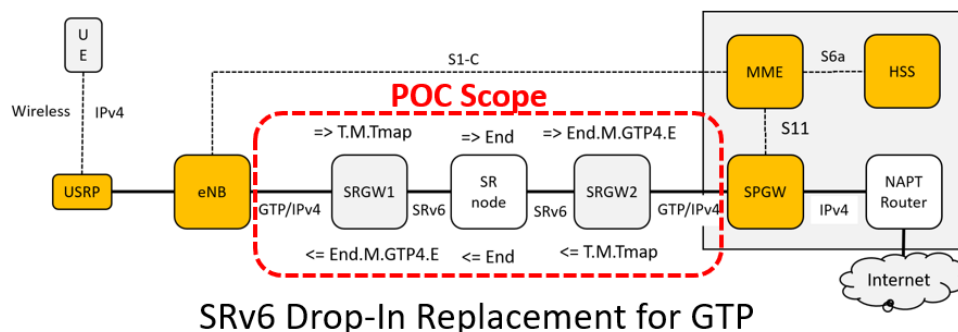 U
E
S1-C
MME
S6a
HSS
POC Scope
Wireless
IPv4
S11
=> T.M.Tmap
=> End
=> End.M.GTP4.E
USRP
eNB
GTP/IPv4
SRGW1
SRv6
SR
node
SRv6
SRGW2
GTP/IPv4
SPGW
IPv4
NAPT
Router
<= End.M.GTP4.E
<= End
<= T.M.Tmap
Internet
SRv6 Drop-In Replacement for GTP